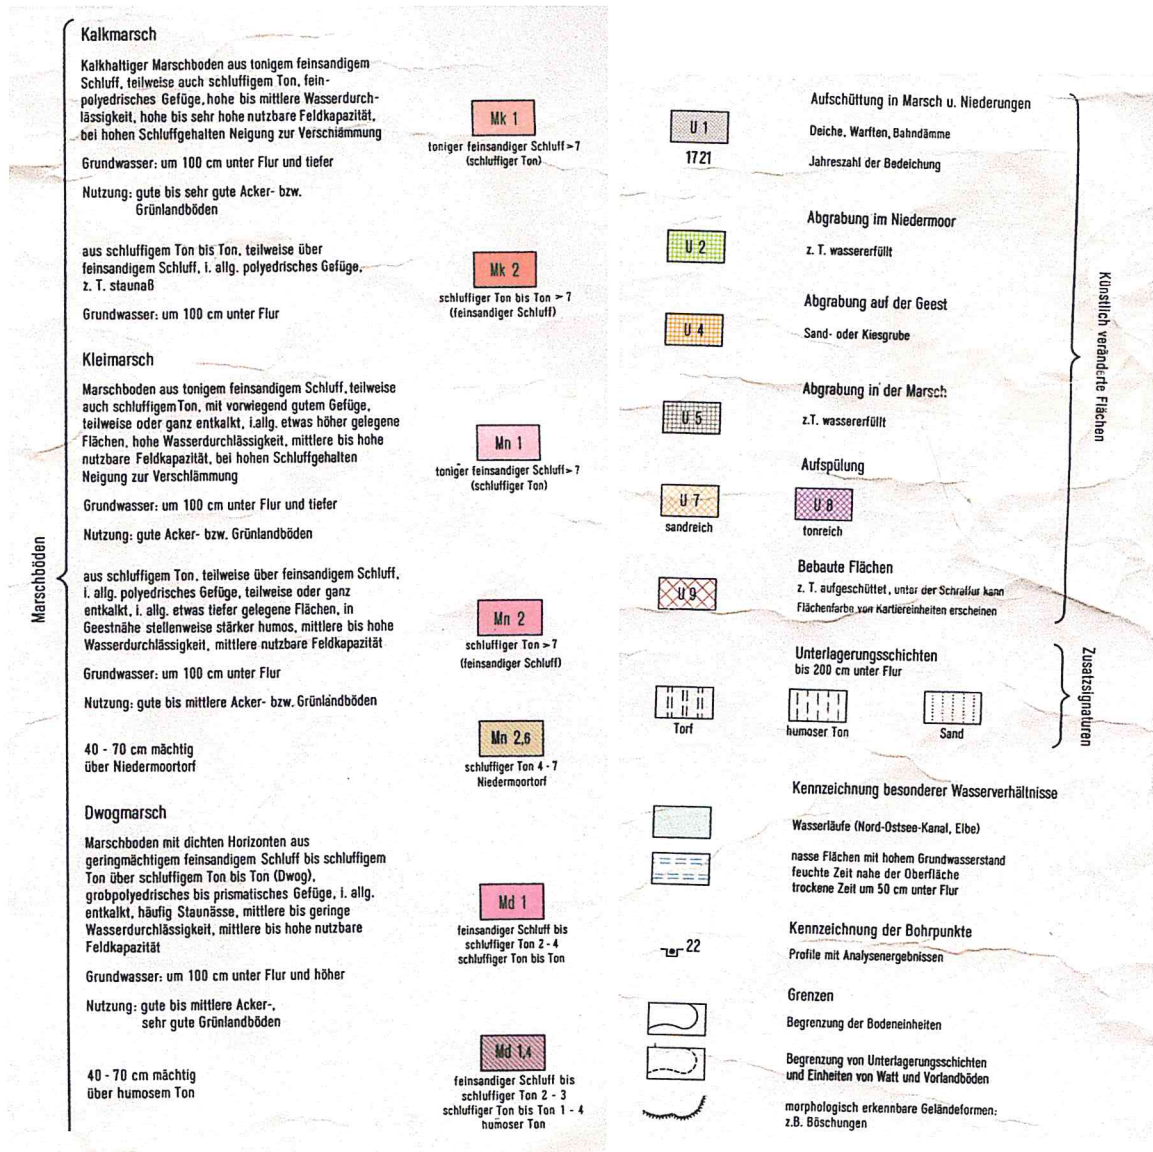 Marschböden
Kalkmarsch
Kalkhaltiger Marschboden aus tonigem feinsandigem
Schluff, teilweise auch schluffigem Ton, fein-
polyedrisches Gefüge, hohe bis mittlere Wasserdurch-
lässigkeit, hohe bis sehr hohe nutzbare Feldkapazität,
bei hohen Schluffgehalten Neigung zur Verschlämmung
Grundwasser: um 100 cm unter Flur und tiefer
Nutzung: gute bis sehr gute Acker- bzw.
Grünlandböden
Mk 1
toniger feinsandiger Schluff > 7
(schluffiger Ton)
aus schluffigem Ton bis Ton, teilweise über
feinsandigem Schluff, i. allg. polyedrisches Gefüge,
z. T. staunaß
Grundwasser: um 100 cm unter Flur
Mk 2
schluffiger Ton bis Ton > 7
(feinsandiger Schluff)
Kleimarsch
Marschboden aus tonigem feinsandigem Schluff, teilweise
auch schluffigem Ton, mit vorwiegend gutem Gefüge,
teilweise oder ganz entkalkt, i.allg. etwas höher gelegene
Flächen, hohe Wasserdurchlässigkeit, mittlere bis hohe
nutzbare Feldkapazität, bei hohen Schluffgehalten
Neigung zur Verschlämmung
Grundwasser: um 100 cm unter Flur und tiefer
Nutzung: gute Acker- bzw. Grünlandböden
Mn 1
toniger feinsandiger Schluff > 7
(schluffiger Ton)
aus schluffigem Ton, teilweise über feinsandigem Schluff,
i. allg. polyedrisches Gefüge, teilweise oder ganz
entkalkt, i. allg. etwas tiefer gelegene Flächen, in
Geestnähe stellenweise stärker humos, mittlere bis hohe
Wasserdurchlässigkeit, mittlere nutzbare Feldkapazität
Grundwasser: um 100 cm unter Flur
Nutzung: gute bis mittlere Acker- bzw. Grünlandböden
Mn 2
schluffiger Ton > 7
(feinsandiger Schluff)
40 - 70 cm mächtig
über Niedermoortorf
Mn 2,6
schluffiger Ton 4 - 7
Niedermoortorf
Dwogmarsch
Marschboden mit dichten Horizonten aus
geringmächtigem feinsandigem Schluff bis schluffigem
Ton über schluffigem Ton bis Ton (Dwog),
grobpolyedrisches bis prismatisches Gefüge, i. allg.
entkalkt, häufig Staunässe, mittlere bis geringe
Wasserdurchlässigkeit, mittlere bis hohe nutzbare
Feldkapazität
Grundwasser: um 100 cm unter Flur und höher
Nutzung: gute bis mittlere Acker-,
sehr gute Grünlandböden
Md 1
feinsandiger Schluff bis
schluffiger Ton 2 - 4
schluffiger Ton bis Ton
40 - 70 cm mächtig
über humosem Ton
Md 1,4
feinsandiger Schluff bis
schluffiger Ton 2 - 3
schluffiger Ton bis Ton 1 - 4
humoser Ton
Künstlich veränderte Flächen
Aufschüttung in Marsch u. Niederungen
U 1
Deiche, Warften, Bahndämme
1721
Jahreszahl der Bedeichung
Abgrabung im Niedermoor
U 2
z. T. wassererfüllt
Abgrabung auf der Geest
U 4
Sand- oder Kiesgrube
Abgrabung in der Marsch
U 5
z.T. wassererfüllt
Aufspülung
U 7
sandreich
U 8
tonreich
Bebaute Flächen
U 9
z. T. aufgeschüttet, unter der Schraffur kann
Flächenfarbe von Kartiereinheiten erscheinen
Zusatzsignaturen
Unterlagerungsschichten
bis 200 cm unter Flur
Torf
humoser Ton
Sand
Kennzeichnung besonderer Wasserverhältnisse
Wasserläufe (Nord-Ostsee-Kanal, Elbe)
nasse Flächen mit hohem Grundwasserstand
feuchte Zeit nahe der Oberfläche
trockene Zeit um 50 cm unter Flur
Kennzeichnung der Bohrpunkte
22
Profile mit Analysenergebnissen
Grenzen
Begrenzung der Bodeneinheiten
Begrenzung von Unterlagerungsschichten
und Einheiten von Watt und Vorlandböden
morphologisch erkennbare Geländeformen:
z.B. Böschungen